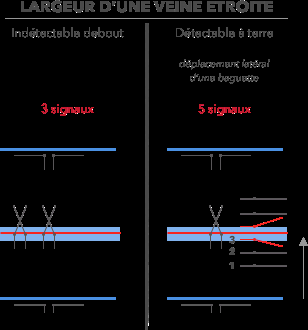 LARGEUR D'UNE VEINE ETROITE
Indétectable debout
Détectable à terre
déplacement latéral
d'une baguette
3 signaux
5 signaux
3
2
1